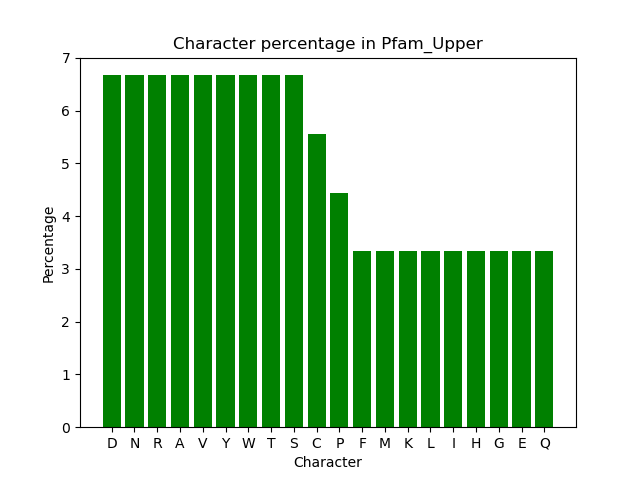 Character percentage in Pfam_Upper
7
6
5
4
3
2
1
0
Percentage
D N R A V Y W T S C P F M K L I H G E Q
Character